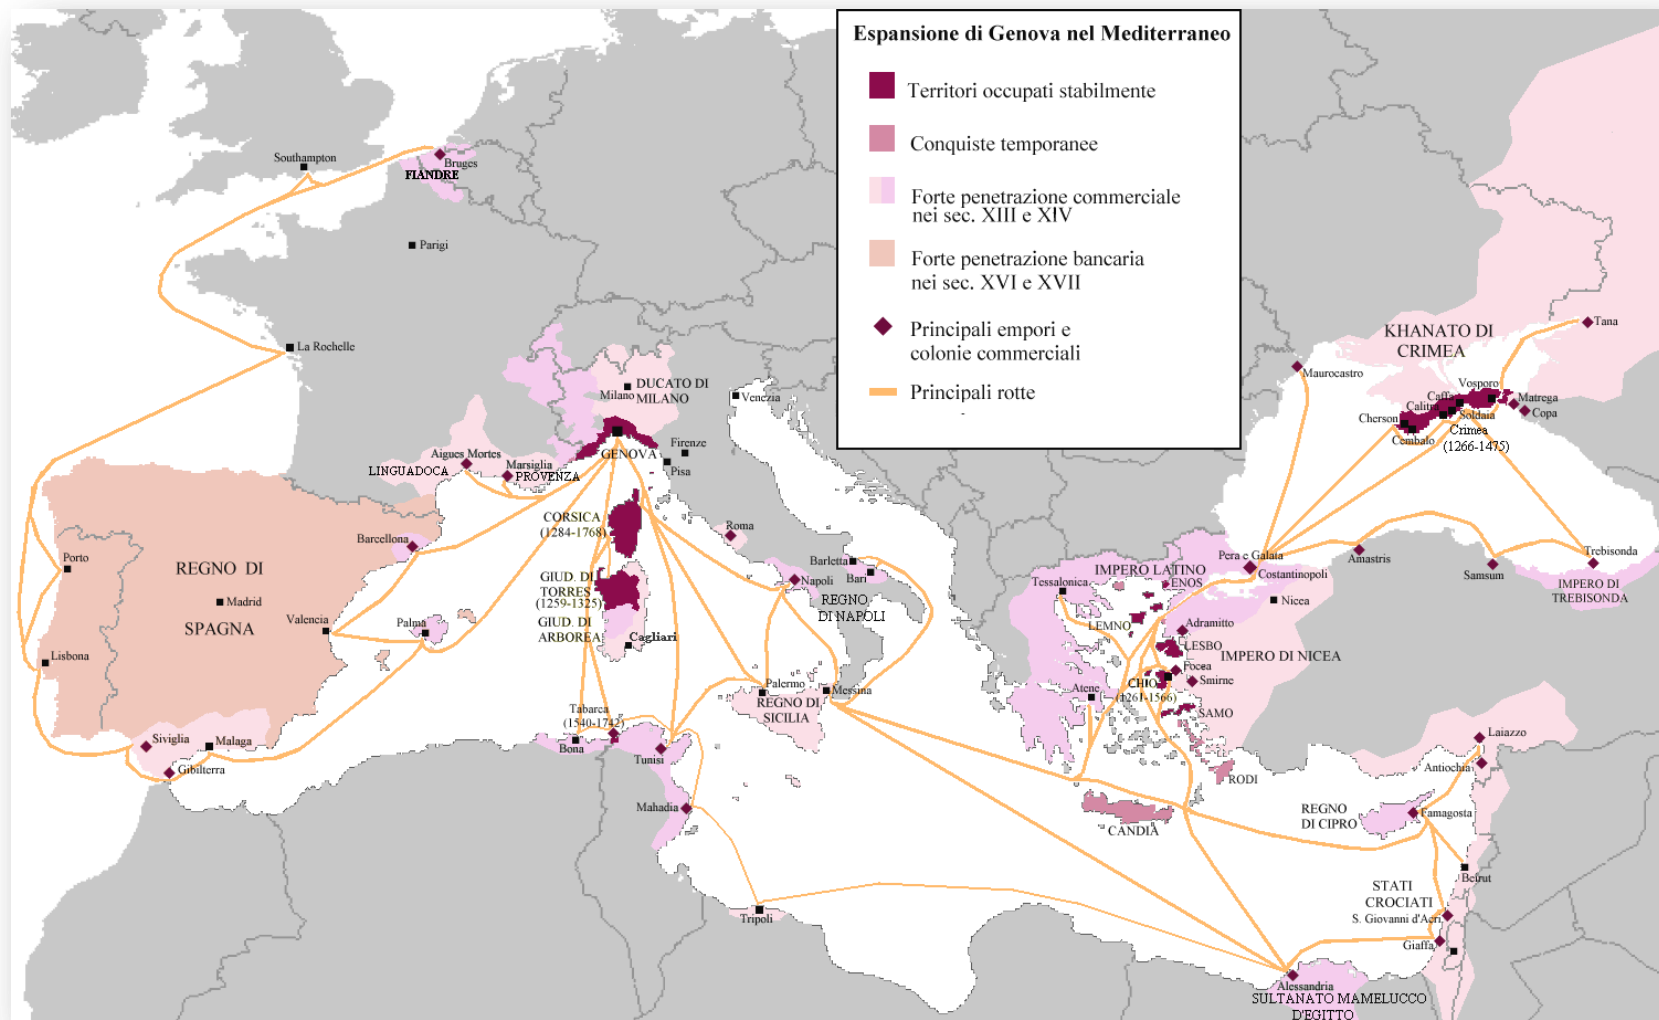 Espansione di Genova nel Mediterraneo
Territori occupati stabilmente
Conquiste temporanee
Forte penetrazione commerciale
nei sec. XIII e XIV
Forte penetrazione bancaria
nei sec. XVI e XVII
Principali empori e
colonie commerciali
Principali rotte
Southampton
Bruges
FIANDRE
Parigi
La Rochelle
DUCATO DI
MILANO
Milano
Venezia
GENOVA
Firenze
Pisa
Aigues Mortes
LINGUADOCA
Marsiglia
PROVENZA
CORSICA
(1284-1768)
Roma
Barcellona
Porto
REGNO DI
SPAGNA
Madrid
Valencia
Palma
Lisbona
Siviglia
Malaga
Gibilterra
GIUD. DI
TORRES
(1259-1325)
GIUD. DI
ARBOREA
Cagliari
Napoli
Barletta
Bari
REGNO
DI NAPOLI
Palermo
Messina
REGNO DI
SICILIA
Tabarca
(1540-1742)
Bona
Tunisi
Mahadia
Tripoli
KHANATO DI
CRIMEA
Tana
Maurocastro
Vosporo
Caffa
Calitra
Matrega
Copa
Cherson
Soldaia
Cembalo
Crimea
(1266-1475)
Pera e Galata
Costantinopoli
Amastris
Samsum
Trebisonda
IMPERO DI
TREBISONDA
IMPERO LATINO
ENOS
Tessalonica
Nicea
LEMNO
Adramitto
LESBO
IMPERO DI NICEA
Focea
Smirne
CHIO
(1261-1566)
Atene
SAMO
RODI
CANDIA
Laiazzo
Antiochia
REGNO
DI CIPRO
Famagosta
Beirut
STATI
CROCIATI
S. Giovanni d'Acri
Giaffa
Alessandria
SULTANATO MAMELUCCO
D'EGITTO